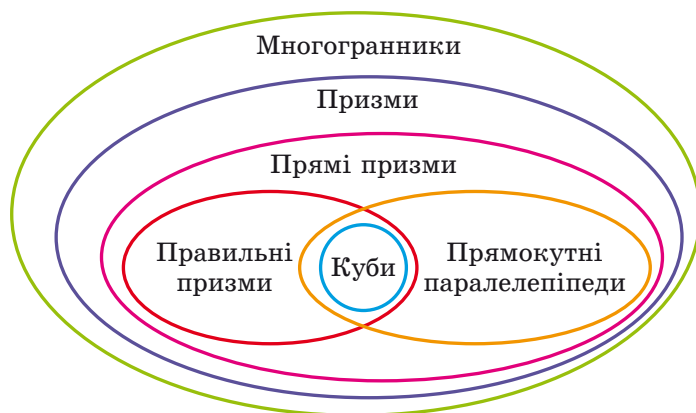 Многогранники
Призми
Прямі призми
Правильні
призми
Куби
Прямокутні
паралелепіпеди